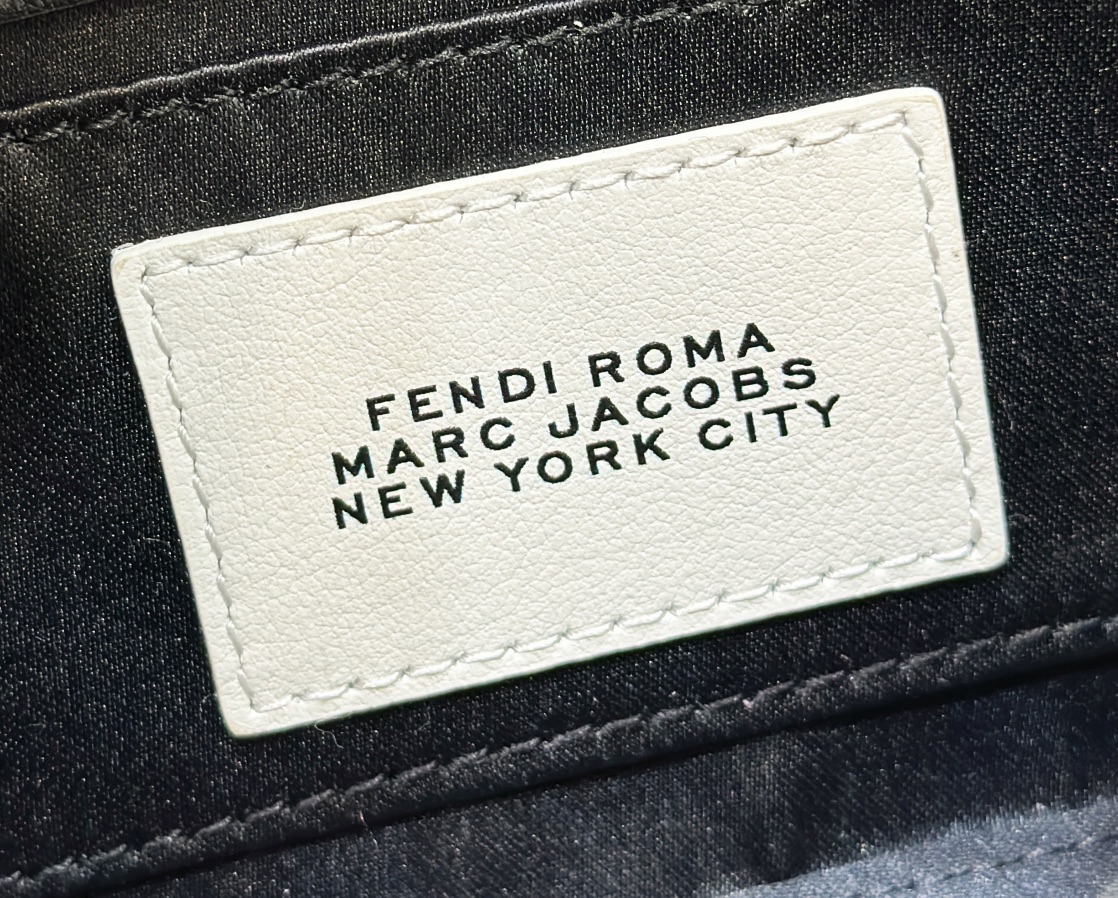 FENDI ROMA
MARC JACOBS
NEW YORK CITY